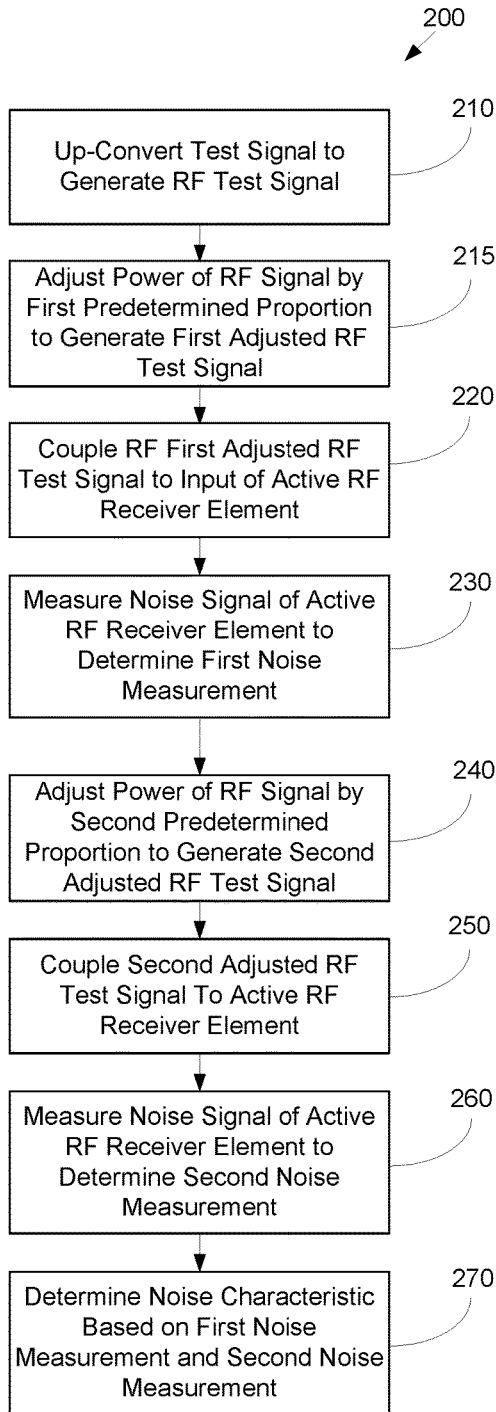 200
210
Up-Convert Test Signal to
Generate RF Test Signal
215
Adjust Power of RF Signal by
First Predetermined Proportion
to Generate First Adjusted RF
Test Signal
220
Couple RF First Adjusted RF
Test Signal to Input of Active RF
Receiver Element
230
Measure Noise Signal of Active
RF Receiver Element to
Determine First Noise
Measurement
240
Adjust Power of RF Signal by
Second Predetermined
Proportion to Generate Second
Adjusted RF Test Signal
250
Couple Second Adjusted RF
Test Signal To Active RF
Receiver Element
260
Measure Noise Signal of Active
RF Receiver Element to
Determine Second Noise
Measurement
270
Determine Noise Characteristic
Based on First Noise
Measurement and Second Noise
Measurement